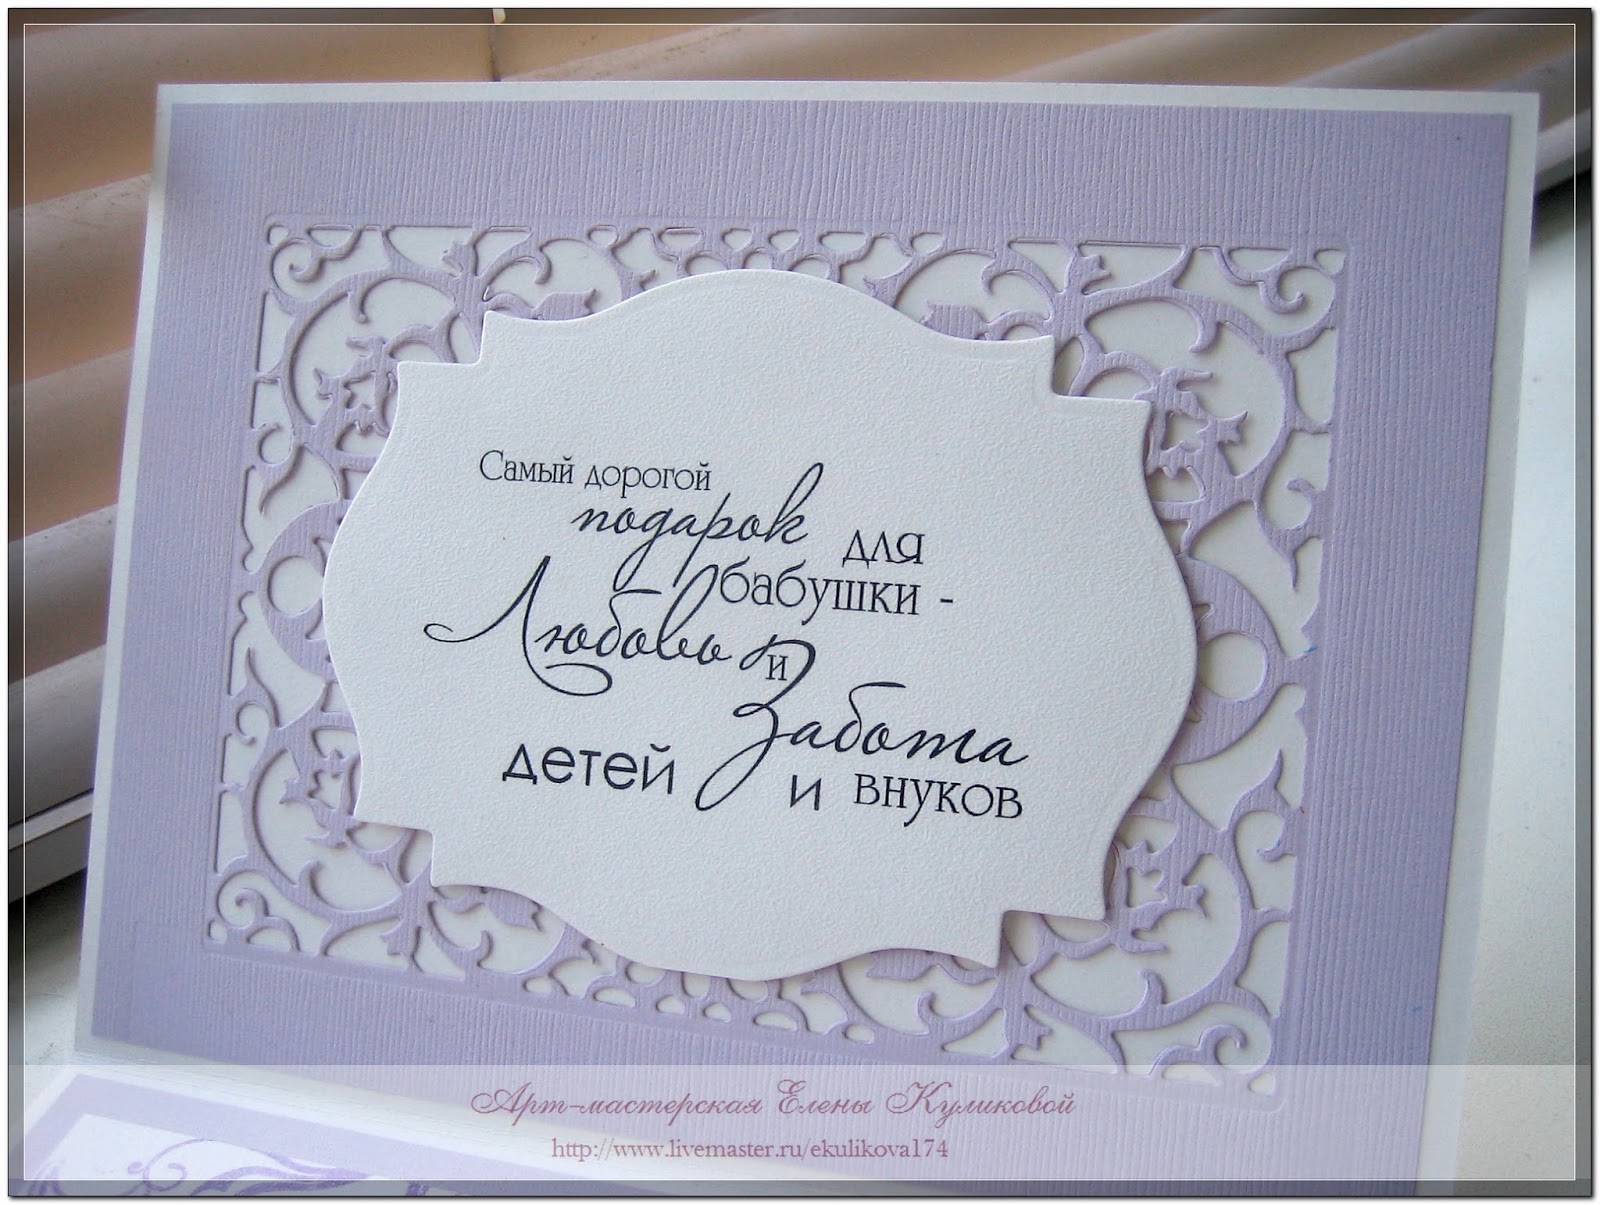 Самый дорогой
подарок для
бабушки -
Любовь и
Забота
детей и внуков
Арт-мастерская Елены Куликовой
http://www.livemaster.ru/ekulikova174